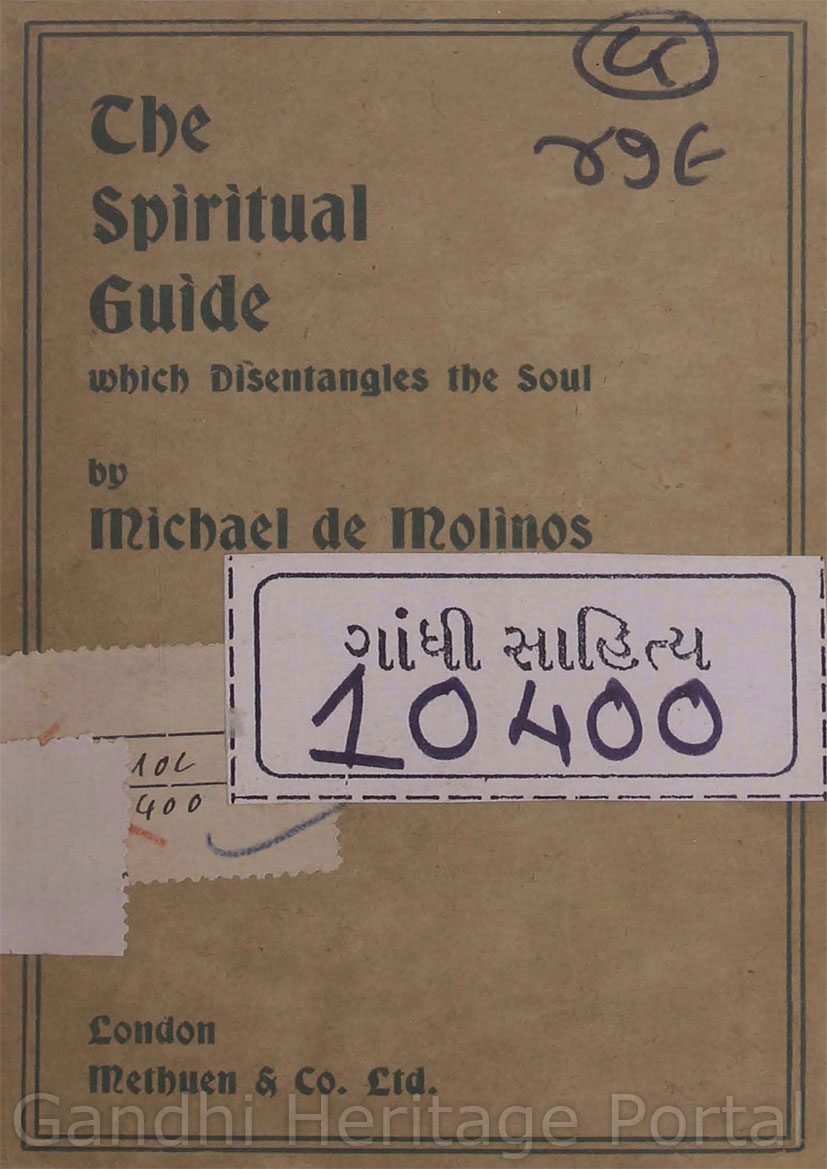 The
Spiritual
Guide
which Disentangles the Soul
by
Michael de Molinos
ગાંધી સાહિત્ય
10400
400
London
Methuen & Co. Ltd.
Gandhi Heritage Portal